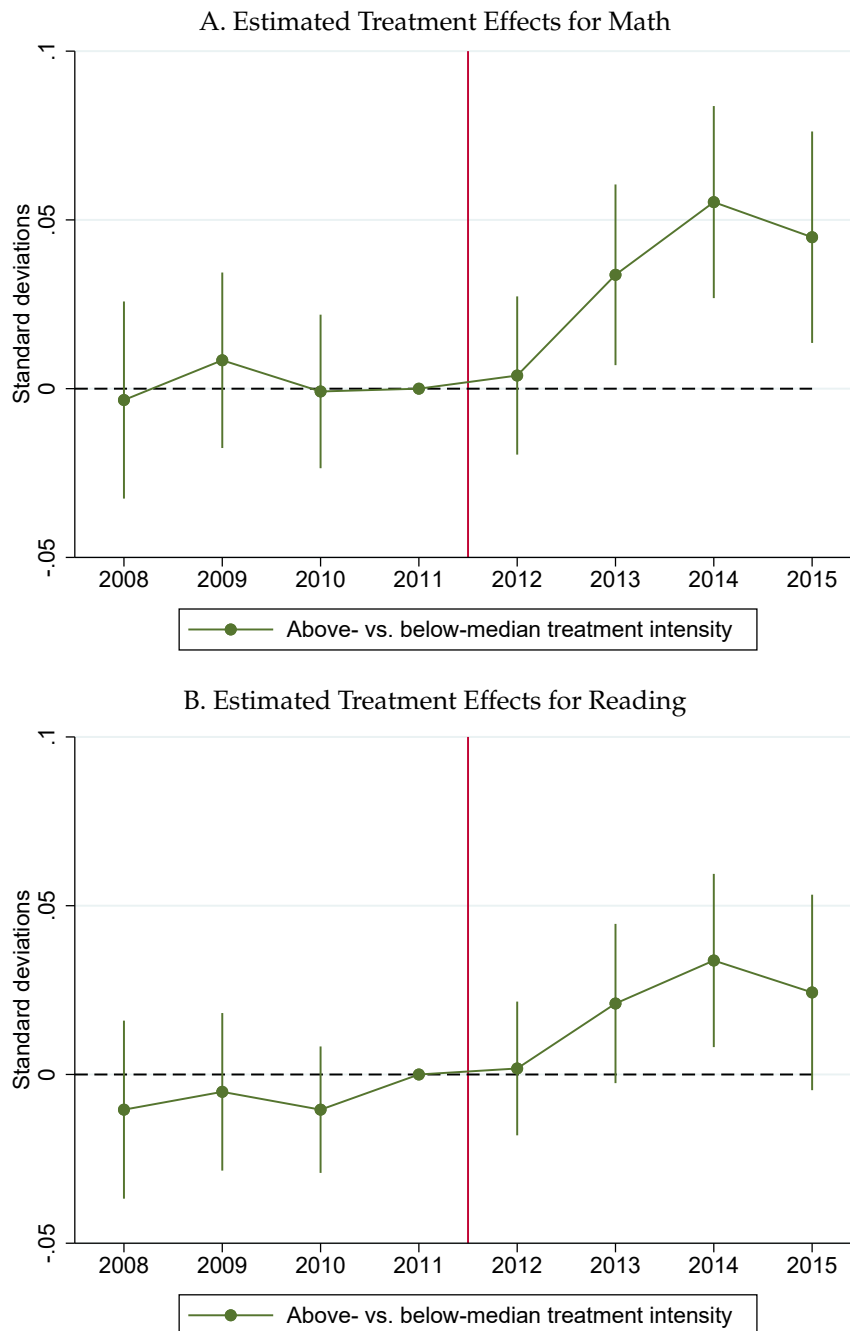 A. Estimated Treatment Effects for Math
.1
.05
0
-.05
Standard deviations
2008 2009 2010 2011 2012 2013 2014 2015
Above- vs. below-median treatment intensity
B. Estimated Treatment Effects for Reading
.1
.05
0
-.05
Standard deviations
2008 2009 2010 2011 2012 2013 2014 2015
Above- vs. below-median treatment intensity